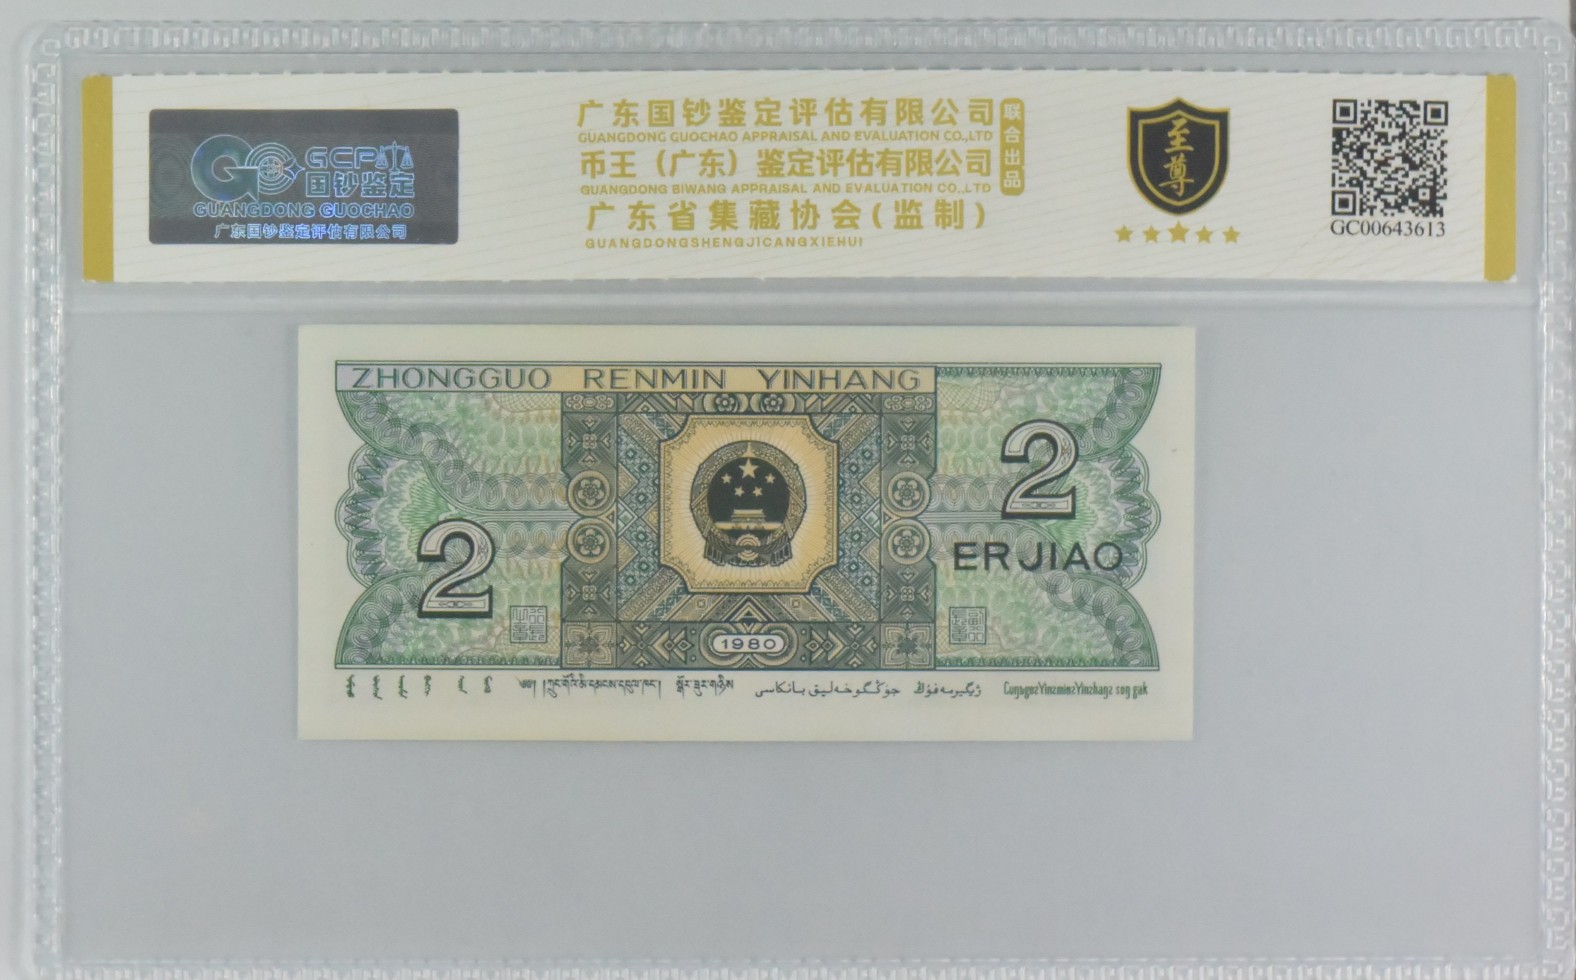 GCP
国钞鉴定
GUANGDONG GUOCHAO
广东国钞鉴定评估有限公司
广东国钞鉴定评估有限公司
GUANGDONG GUOCHAO APPRAISAL AND EVALUATION CO.,LTD
币王（广东）鉴定评估有限公司
GUANGDONG BIWANG APPRAISAL AND EVALUATION CO.,LTD
广东省集藏协会(监制)
GUANGDONGSHENGJICANGXIEHUI
联合出品
至尊
GC00643613
ZHONGGUO RENMIN YINHANG
2
ERJIAO
2
1980
جۇڭگو خەلىق بانكاسى